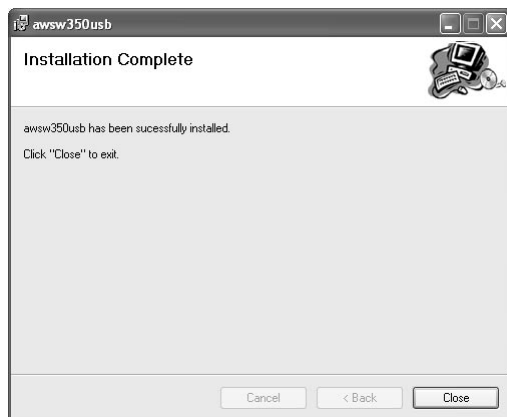 awsw350usb
Installation Complete
awsw350usb has been sucessfully installed.
Click "Close" to exit.
Cancel
< Back
Close